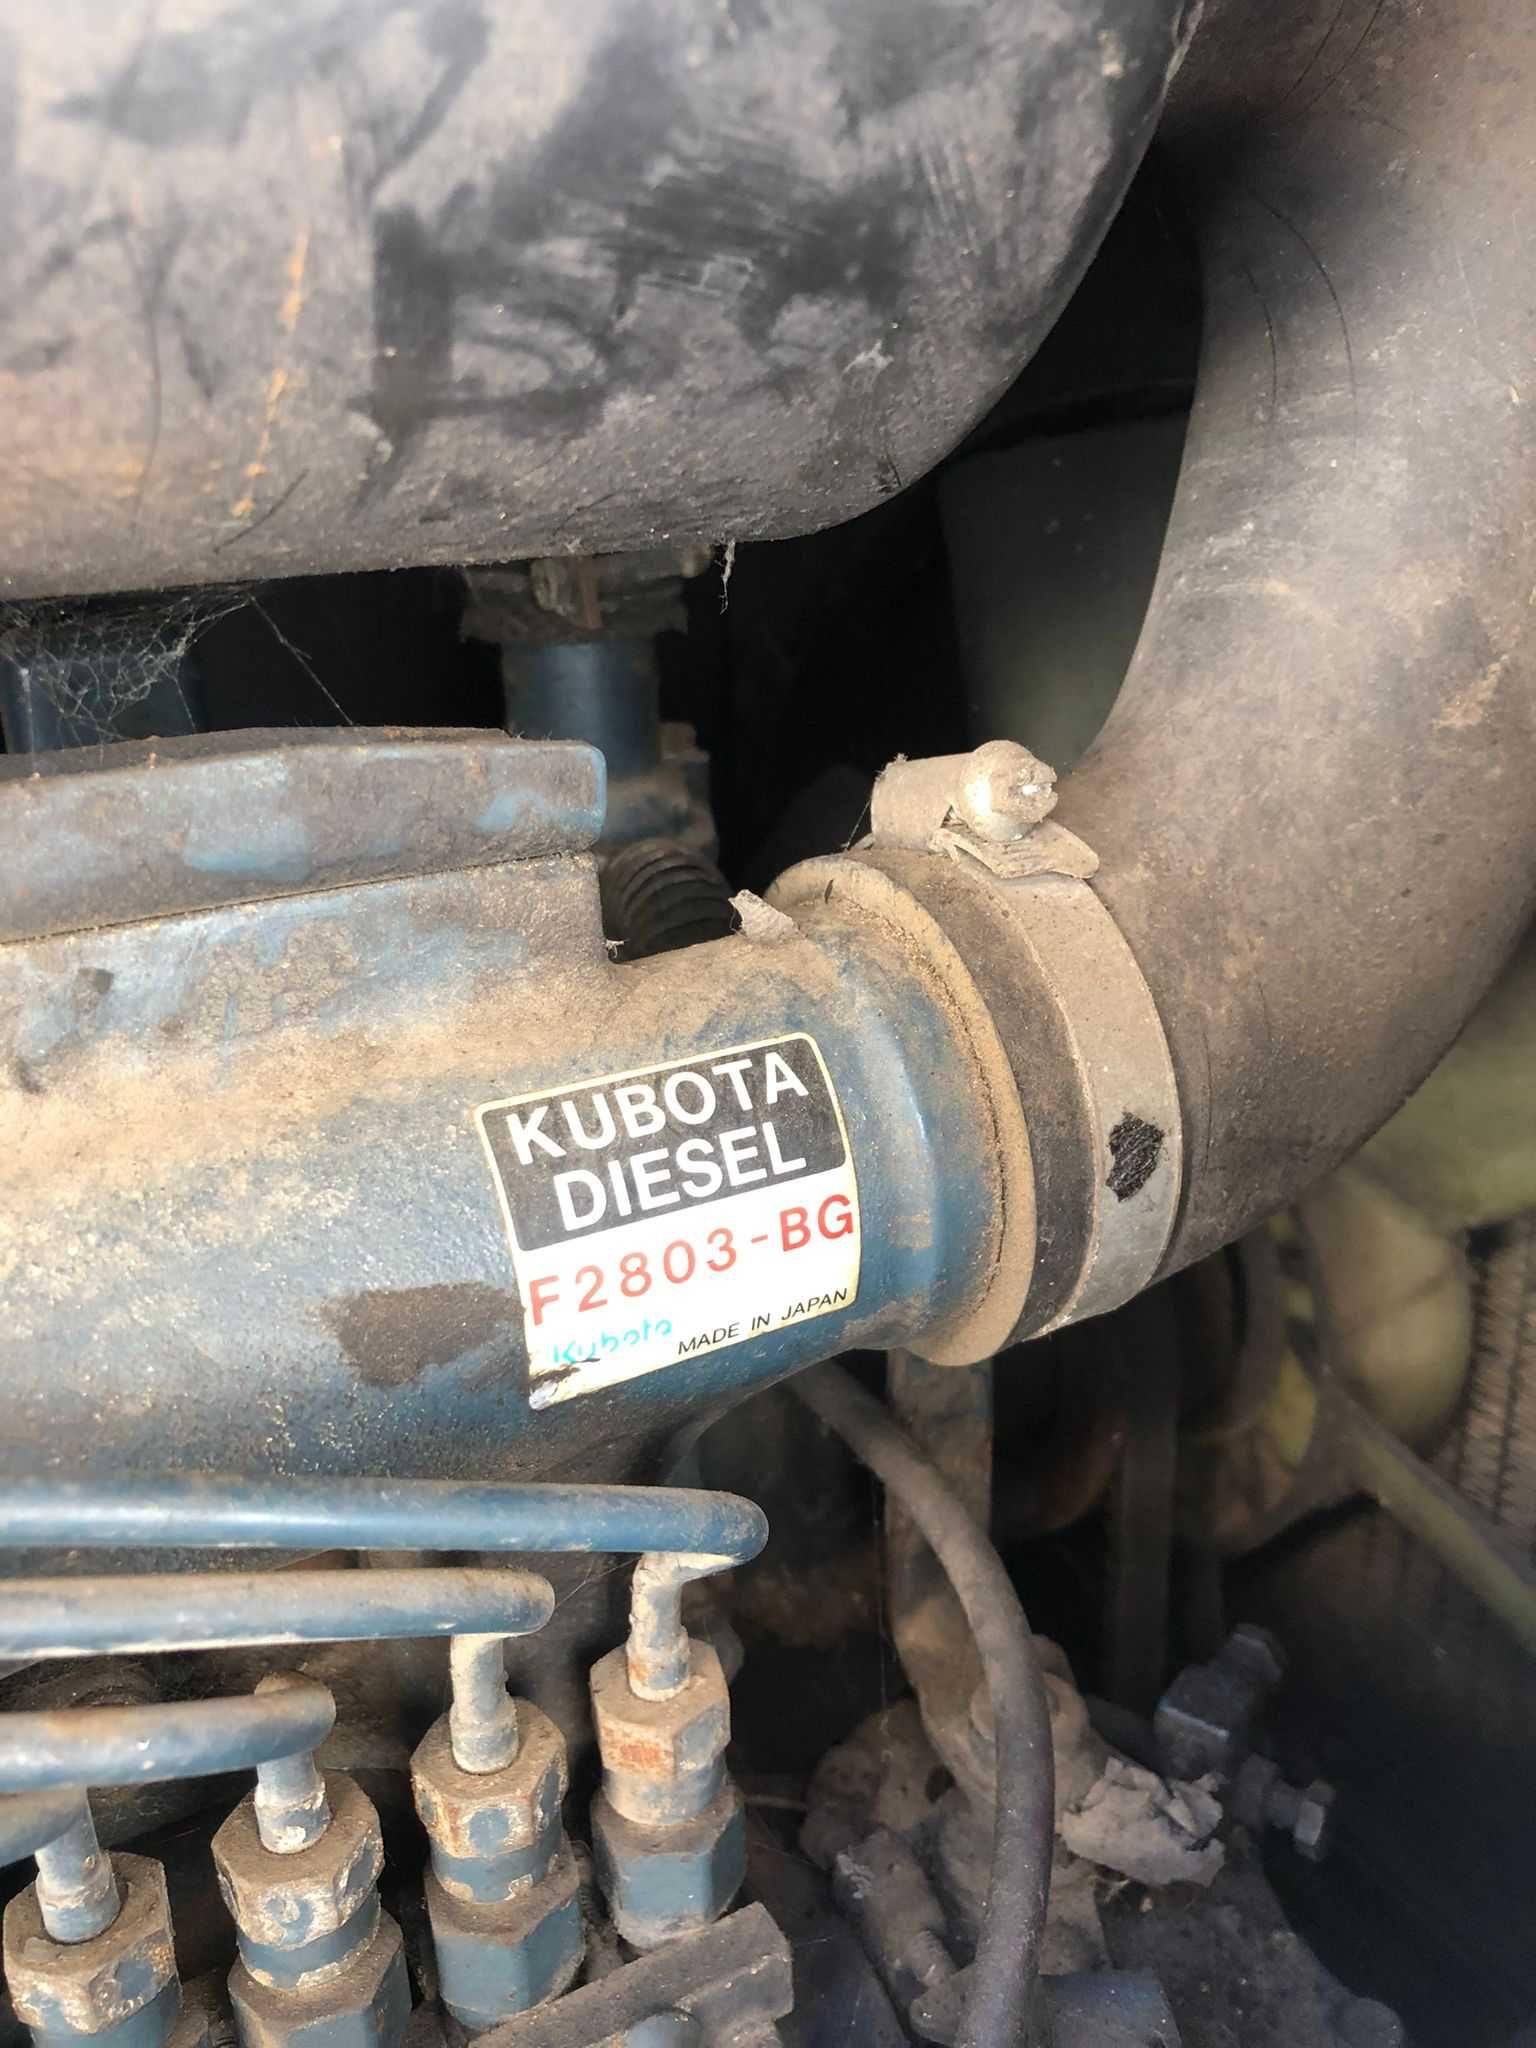 KUBOTA
DIESEL
F2803-BG
Kubota MADE IN JAPAN